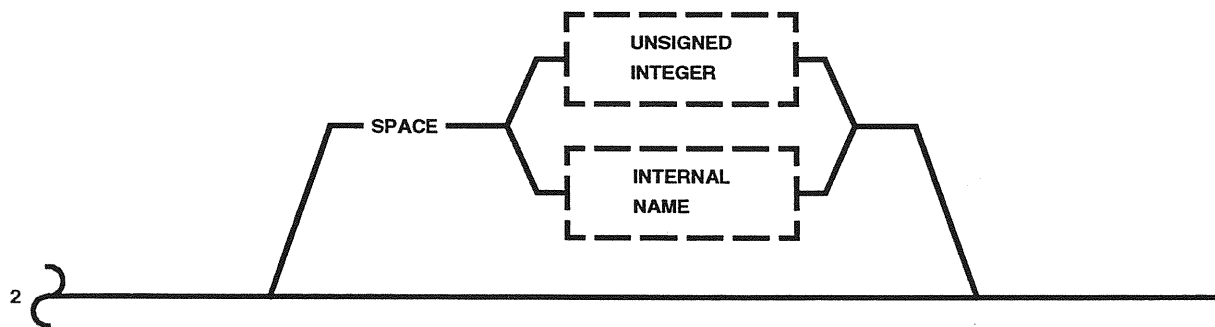 UNSIGNED
INTEGER
SPACE
INTERNAL
NAME
2